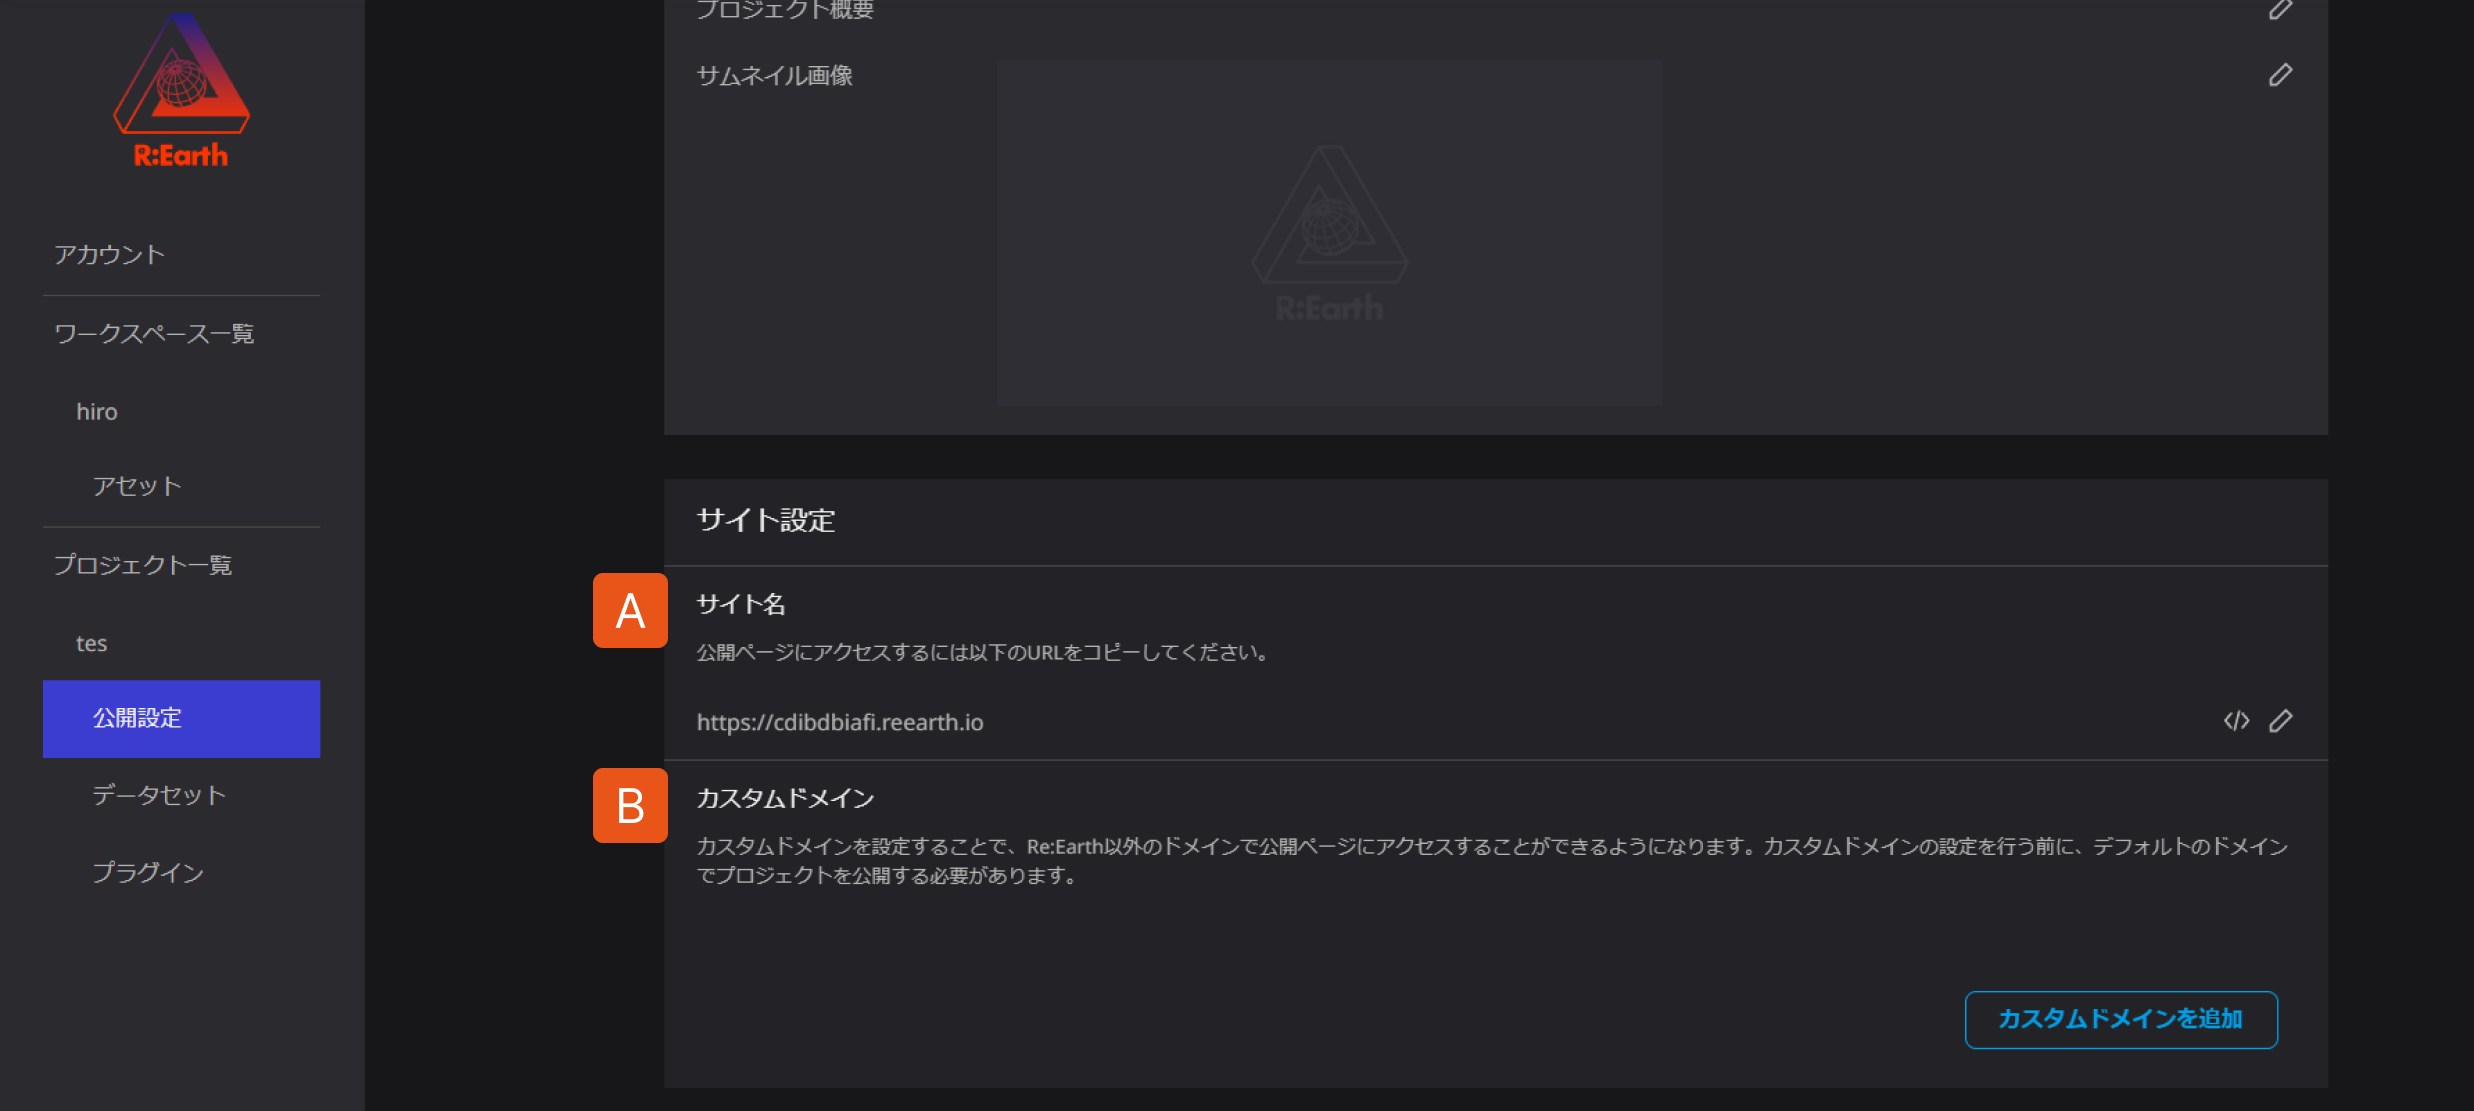 R:Earth
アカウント
ワークスペース一覧
hiro
アセット
プロジェクト一覧
tes
公開設定
データセット
プラグイン
プロジェクト概要
サムネイル画像
R:Earth
サイト設定
A
サイト名
公開ページにアクセスするには以下のURLをコピーしてください。
https://cdibdbiafi.reearth.io
B
カスタムドメイン
カスタムドメインを設定することで、Re:Earth以外のドメインで公開ページにアクセスすることができるようになります。カスタムドメインの設定を行う前に、デフォルトのドメイン
でプロジェクトを公開する必要があります。
カスタムドメインを追加